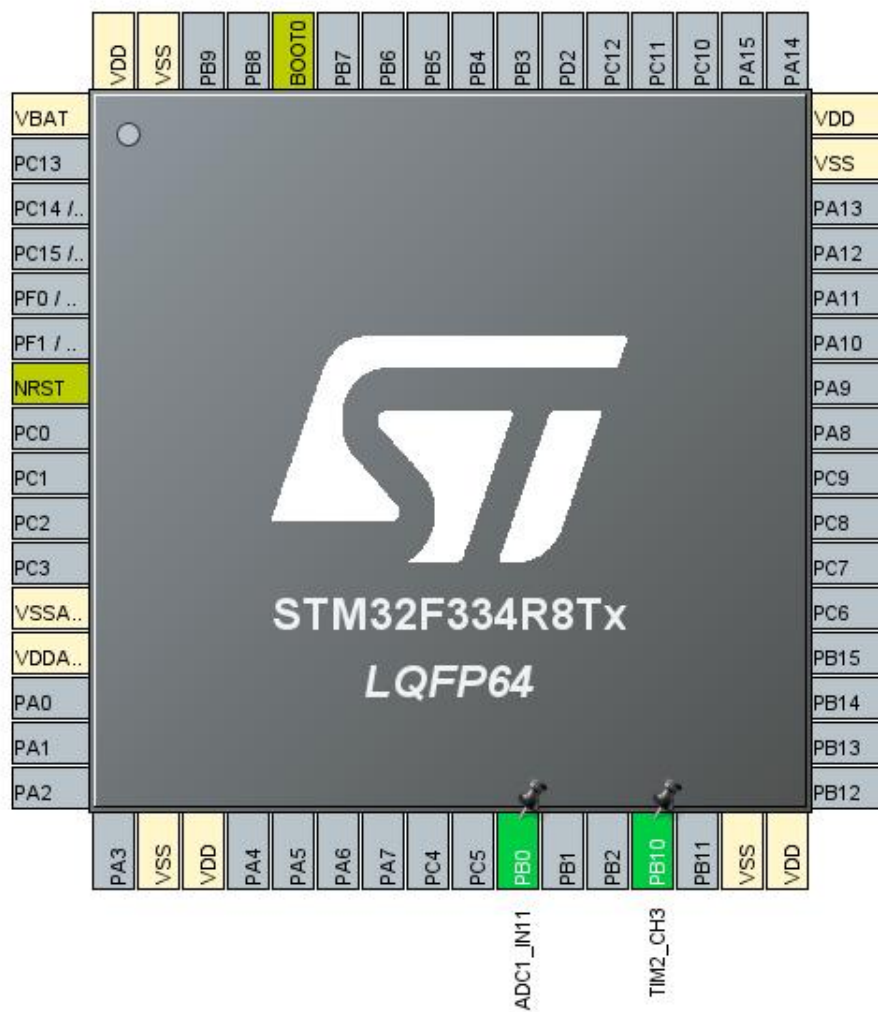 VDD
VSS
PB9
PB8
BOOT0
PB7
PB6
PB5
PB4
PB3
PD2
PC12
PC11
PC10
PA15
PA14
VBAT
PC13
PC14 /..
PC15 /..
PF0 / ..
PF1 / ..
NRST
PC0
PC1
PC2
PC3
VSSA..
VDDA..
PA0
PA1
PA2
STM32F334R8Tx
LQFP64
VDD
VSS
PA13
PA12
PA11
PA10
PA9
PA8
PC9
PC8
PC7
PC6
PB15
PB14
PB13
PB12
PA3
VSS
VDD
PA4
PA5
PA6
PA7
PC4
PC5
PB0
PB1
PB2
PB10
PB11
VSS
VDD
ADC1_IN11
TIM2_CH3